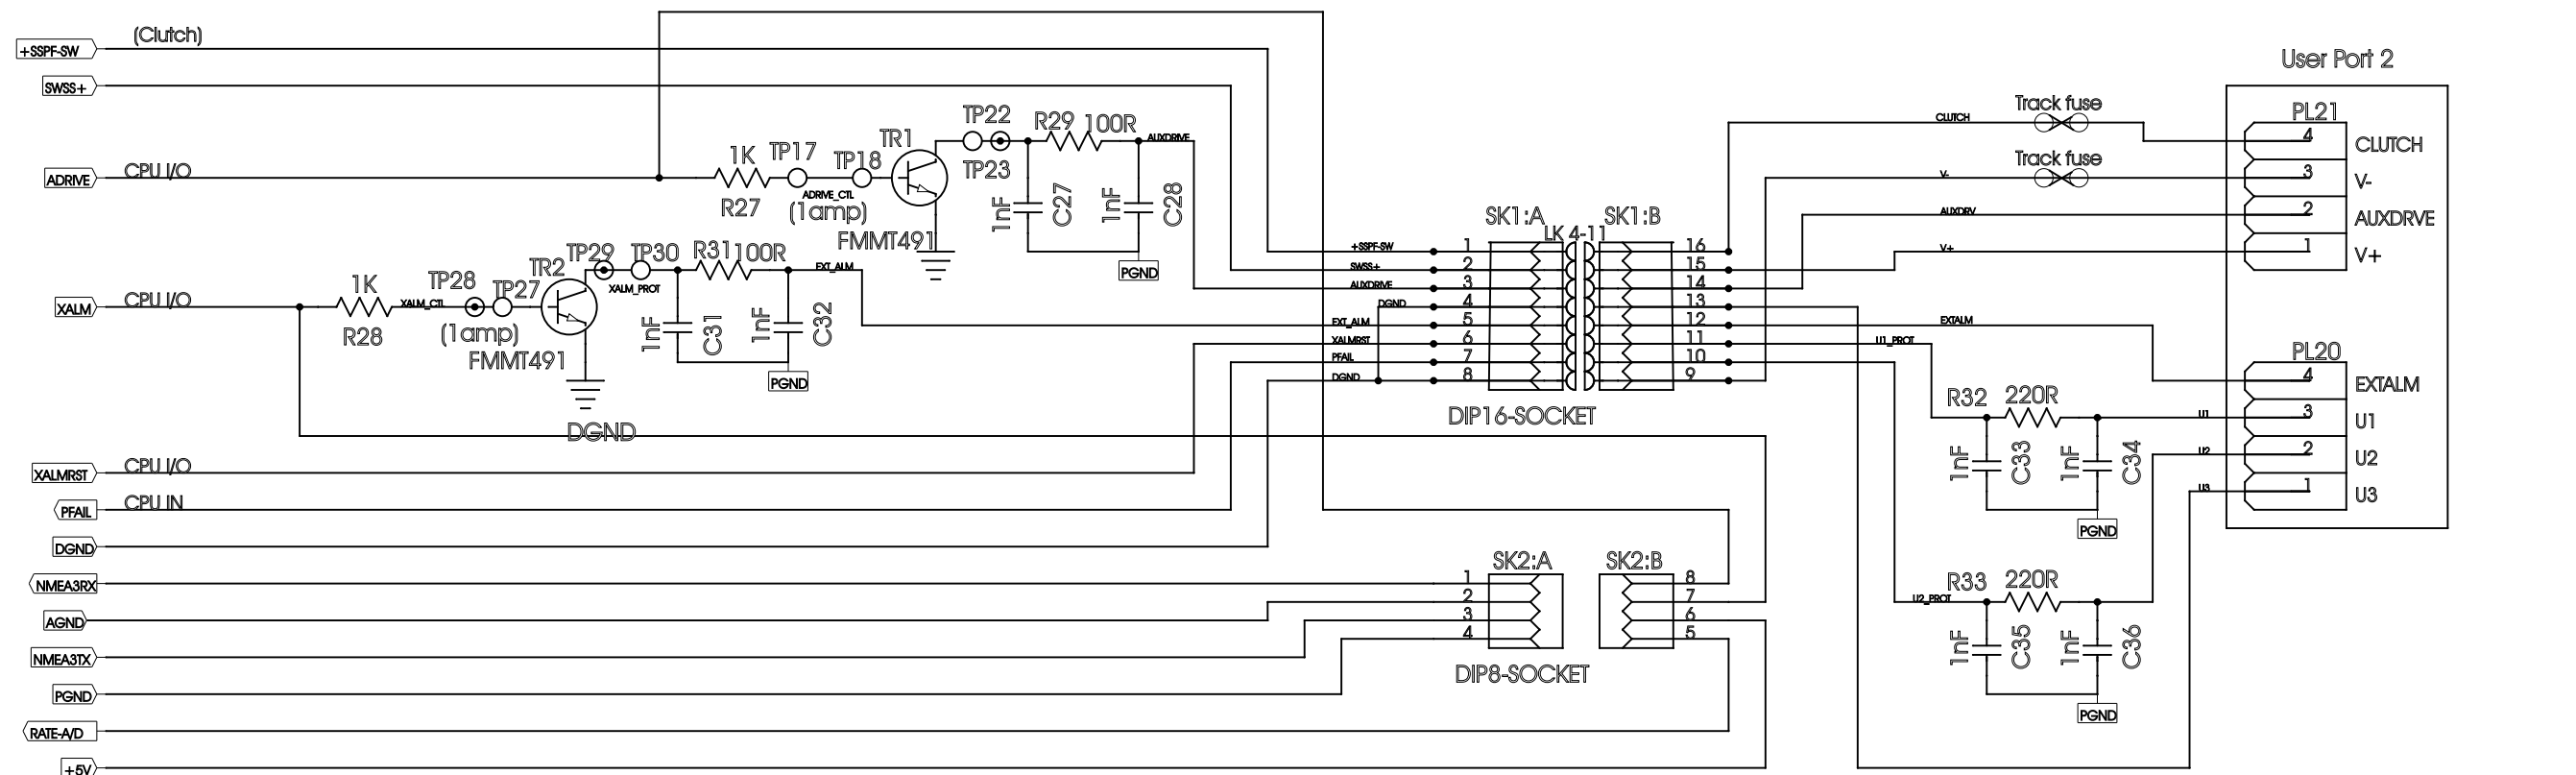 (Clutch)
+SSPF-SW
SWSS+
ADRIVE
CPU I/O
1K
R27
TP17
ADRIVE_CTL
(1amp)
TP18
TR1
FMMT491
TP22
TP23
R29 100R
AUXDRIVE
1nF
C27
1nF
C28
PGND
XALM
CPU I/O
1K
R28
XALM_CTL
TP28
TP27
(1amp)
FMMT491
TR2
TP29
TP30
XALM_PROT
R31 100R
EXT_ALM
1nF
C31
1nF
C32
PGND
DGND
XALMRST
CPU I/O
PFAIL
CPU IN
DGND
NMEA3RX
AGND
NMEA3TX
PGND
RATE-A/D
+5V
SK1:A
SK1:B
LK 4-11
+SSPF-SW 1 16
SWSS+ 2 15
AUXDRIVE 3 14
DGND 4 13
EXT_ALM 5 12
XALMRST 6 11
PFAIL 7 10
DGND 8 9
DIP16-SOCKET
SK2:A
SK2:B
1 8
2 7
3 6
4 5
DIP8-SOCKET
User Port 2
CLUTCH
Track fuse
V-
Track fuse
AUXDRV
V+
PL21
4 CLUTCH
3 V-
2 AUXDRVE
1 V+
EXTALM
U1_PROT
PL20
4 EXTALM
U1 3 U1
U2 2 U2
U3 1 U3
R32 220R
1nF
C33
1nF
C34
PGND
U2_PROT
R33 220R
1nF
C35
1nF
C36
PGND